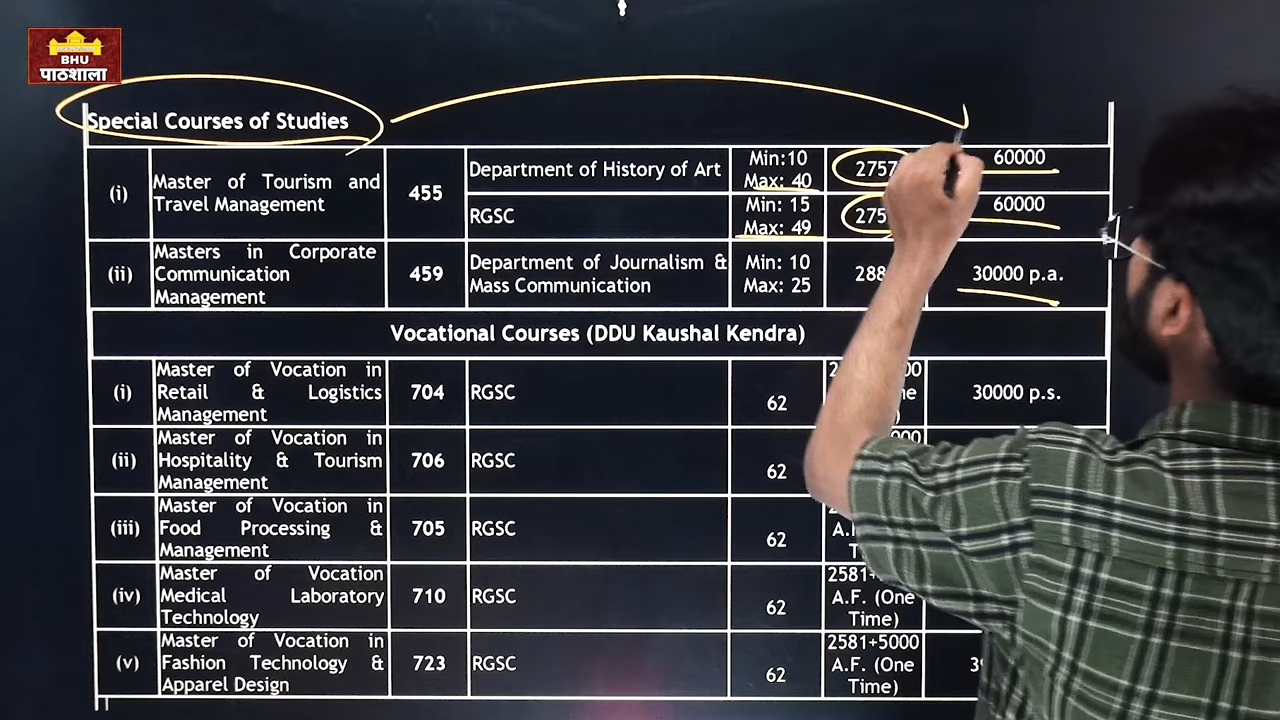 BHU
पाठशाला
Special Courses of Studies
(i) Master of Tourism and Travel Management 455 Department of History of Art Min:10 Max: 40 2757 60000
RGSC Min: 15 Max: 49 60000
(ii) Masters in Corporate Communication Management 459 Department of Journalism & Mass Communication Min: 10 Max: 25 30000 p.a.
Vocational Courses (DDU Kaushal Kendra)
(i) Master of Vocation in Retail & Logistics Management 704 RGSC 62 30000 p.s.
(ii) Master of Vocation in Hospitality & Tourism Management 706 RGSC 62
(iii) Master of Vocation in Food Processing & Management 705 RGSC 62
(iv) Master of Vocation Medical Laboratory Technology 710 RGSC 62 A.F. (One Time)
(v) Master of Vocation in Fashion Technology & Apparel Design 723 RGSC 62 2581+5000 A.F. (One Time)